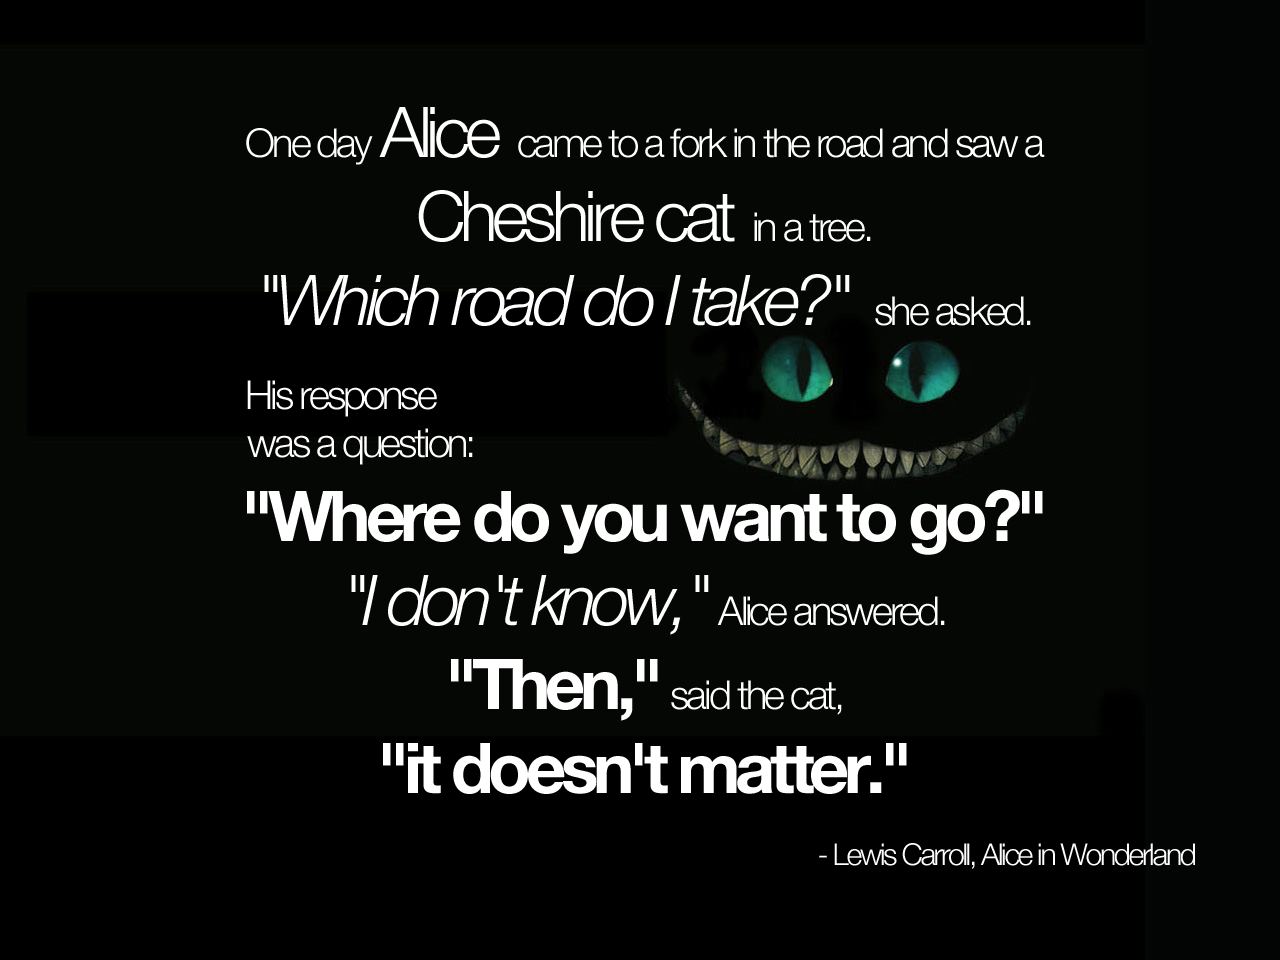 One day Alice came to a fork in the road and saw a
Cheshire cat in a tree.
"Which road do I take?" she asked.
His response
was a question:
"Where do you want to go?"
"I don't know," Alice answered.
"Then," said the cat,
"it doesn't matter."
- Lewis Carroll, Alice in Wonderland